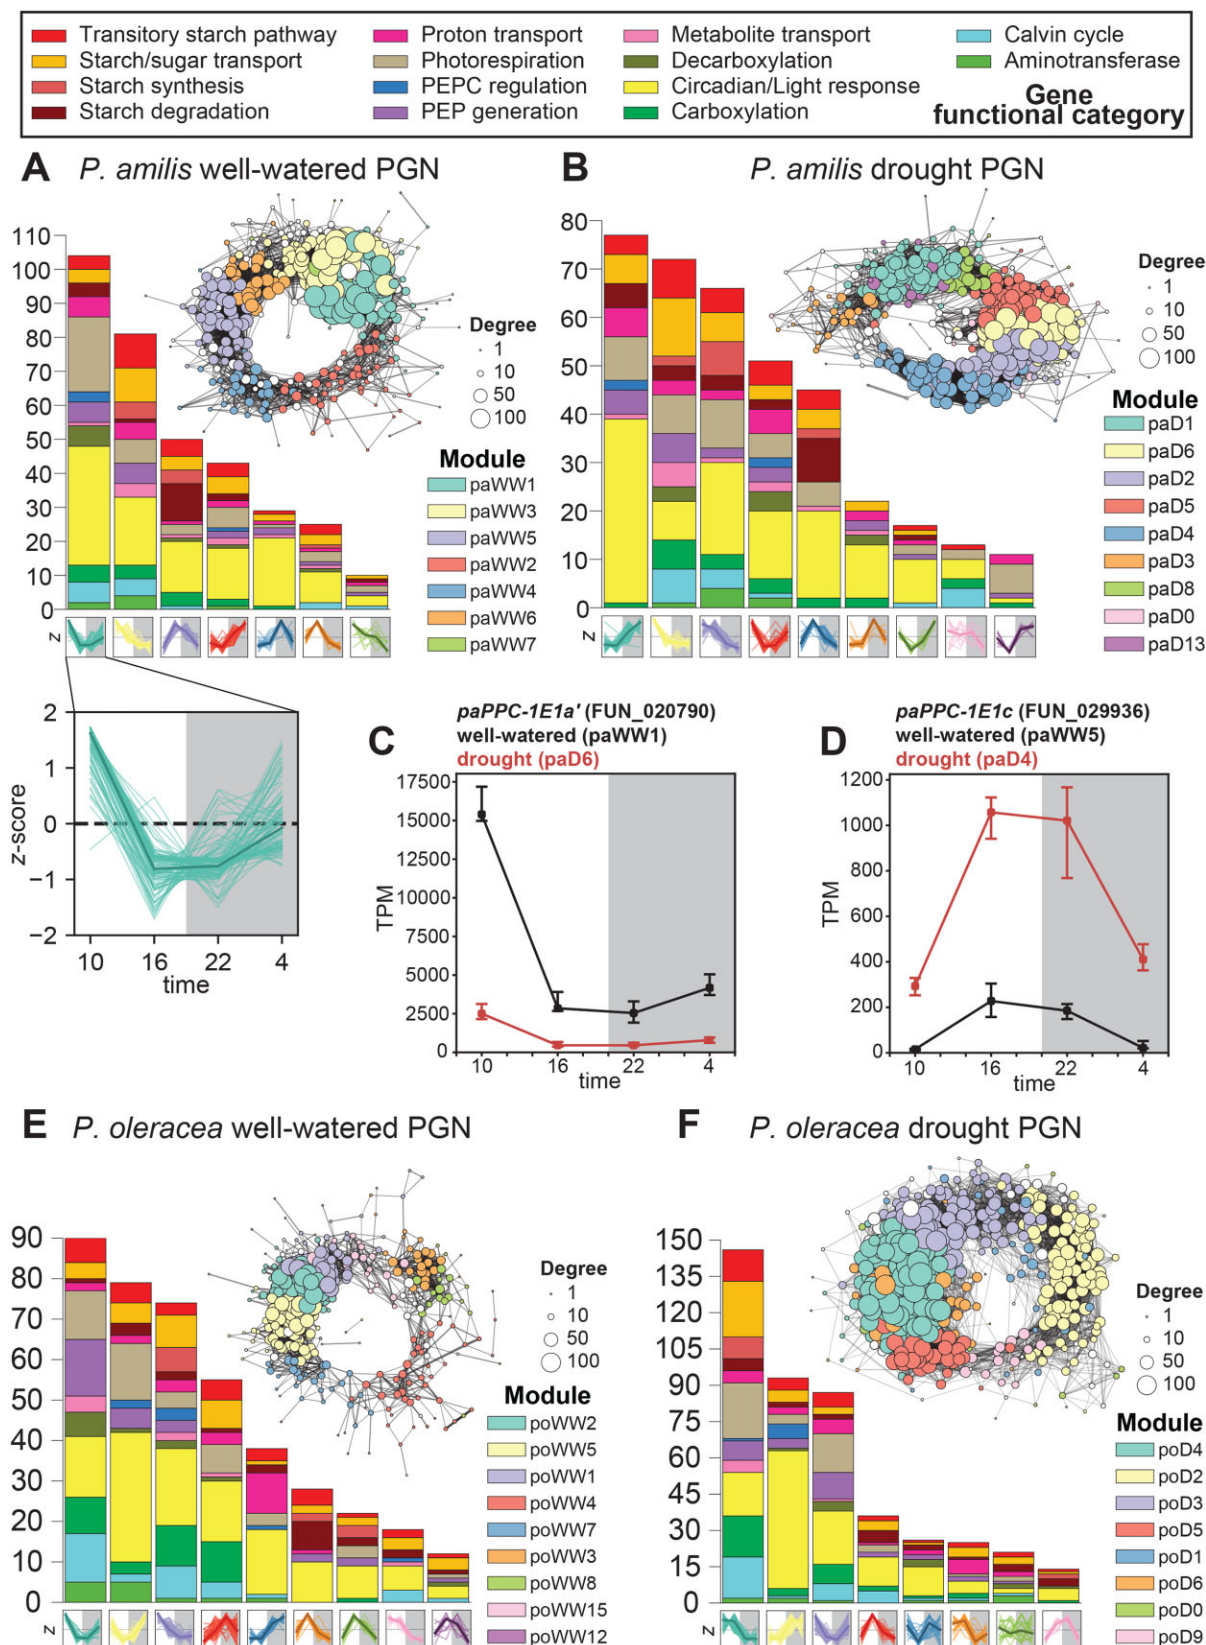 Transitory starch pathway
Starch/sugar transport
Starch synthesis
Starch degradation
Proton transport
Photorespiration
PEPC regulation
PEP generation
Metabolite transport
Decarboxylation
Circadian/Light response
Carboxylation
Calvin cycle
Aminotransferase
Gene
functional category
A P. amilis well-watered PGN
110
100
90
80
70
60
50
40
30
20
10
0
z
Degree
1
10
50
100
Module
paWW1
paWW3
paWW5
paWW2
paWW4
paWW6
paWW7
2
1
0
−1
−2
z-score
10 16 22 4
time
B P. amilis drought PGN
80
70
60
50
40
30
20
10
0
z
Degree
1
10
50
100
Module
paD1
paD6
paD2
paD5
paD4
paD3
paD8
paD0
paD13
C
paPPC-1E1a' (FUN_020790)
well-watered (paWW1)
drought (paD6)
17500
15000
12500
10000
7500
5000
2500
0
TPM
10 16 22 4
time
D
paPPC-1E1c (FUN_029936)
well-watered (paWW5)
drought (paD4)
1200
1000
800
600
400
200
0
TPM
10 16 22 4
time
E P. oleracea well-watered PGN
90
80
70
60
50
40
30
20
10
0
z
Degree
1
10
50
100
Module
poWW2
poWW5
poWW1
poWW4
poWW7
poWW3
poWW8
poWW15
poWW12
F P. oleracea drought PGN
150
135
120
105
90
75
60
45
30
15
0
z
Degree
1
10
50
100
Module
poD4
poD2
poD3
poD5
poD1
poD6
poD0
poD9